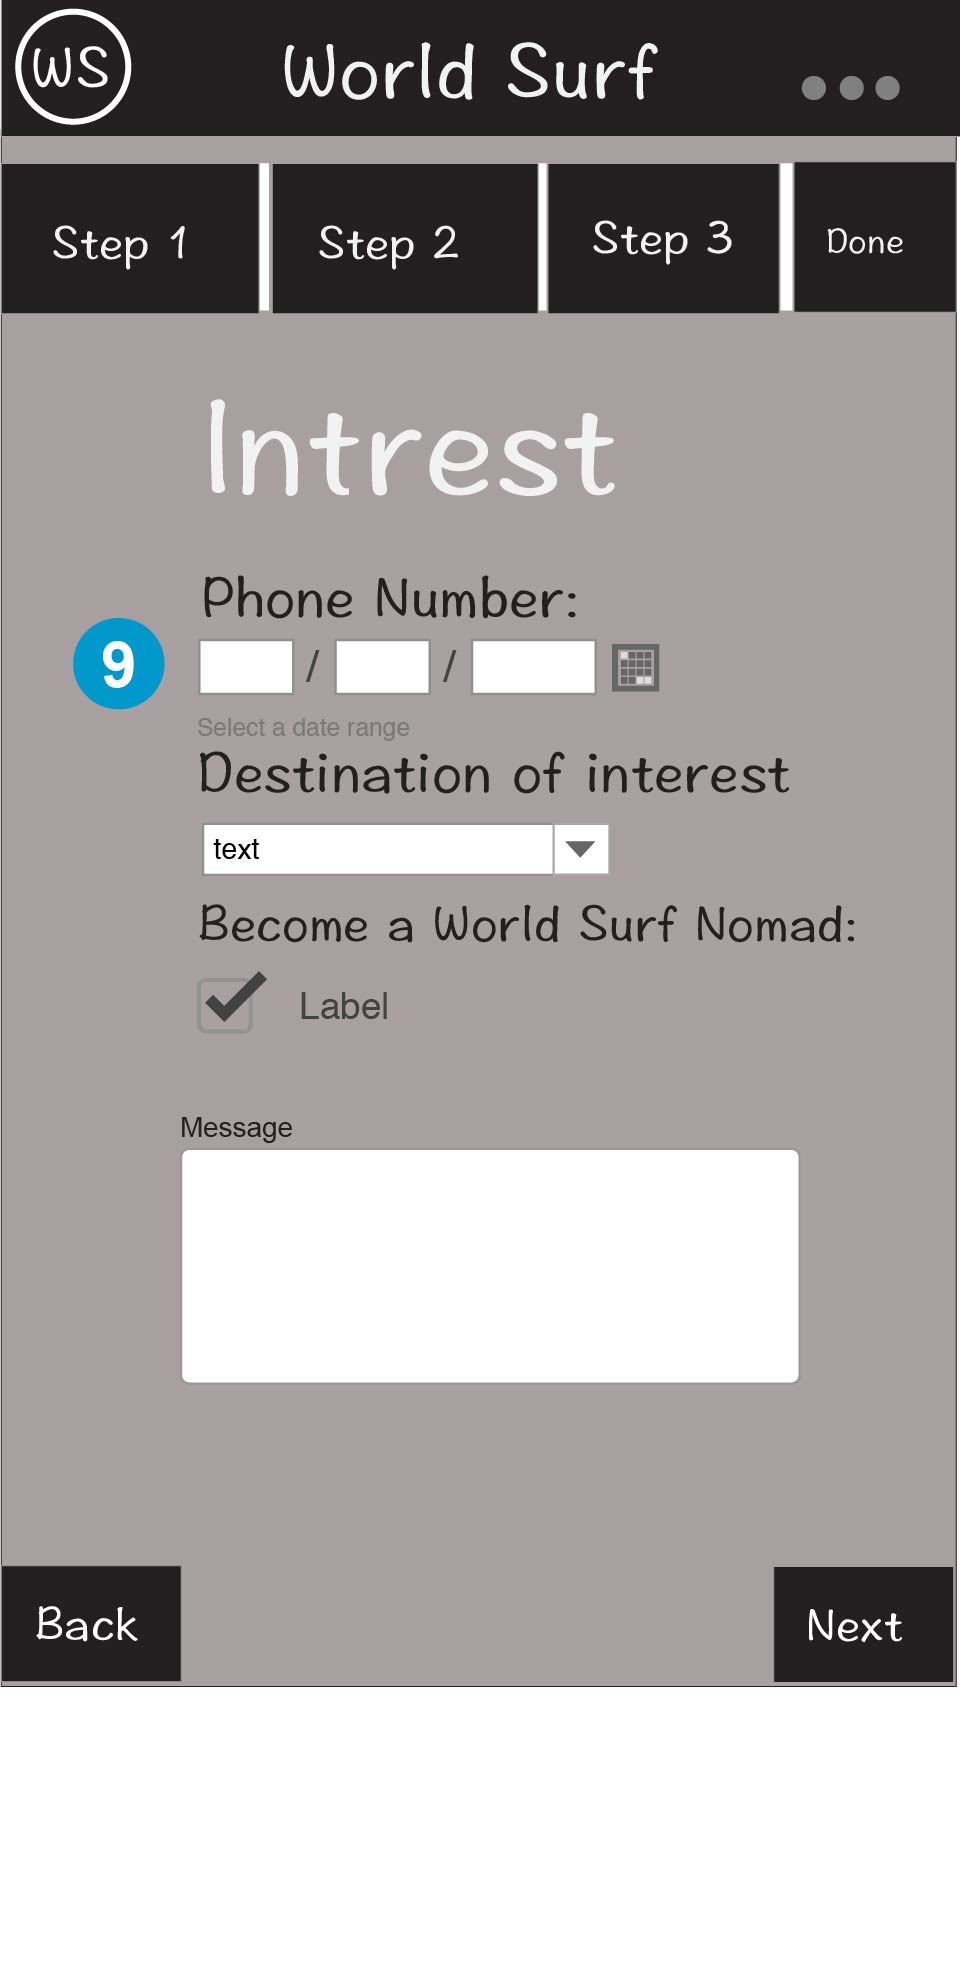 WS
World Surf
Step 1
Step 2
Step 3
Done
Intrest
Phone Number:
9
/ /
Select a date range
Destination of interest
text
Become a World Surf Nomad:
Label
Message
Back
Next